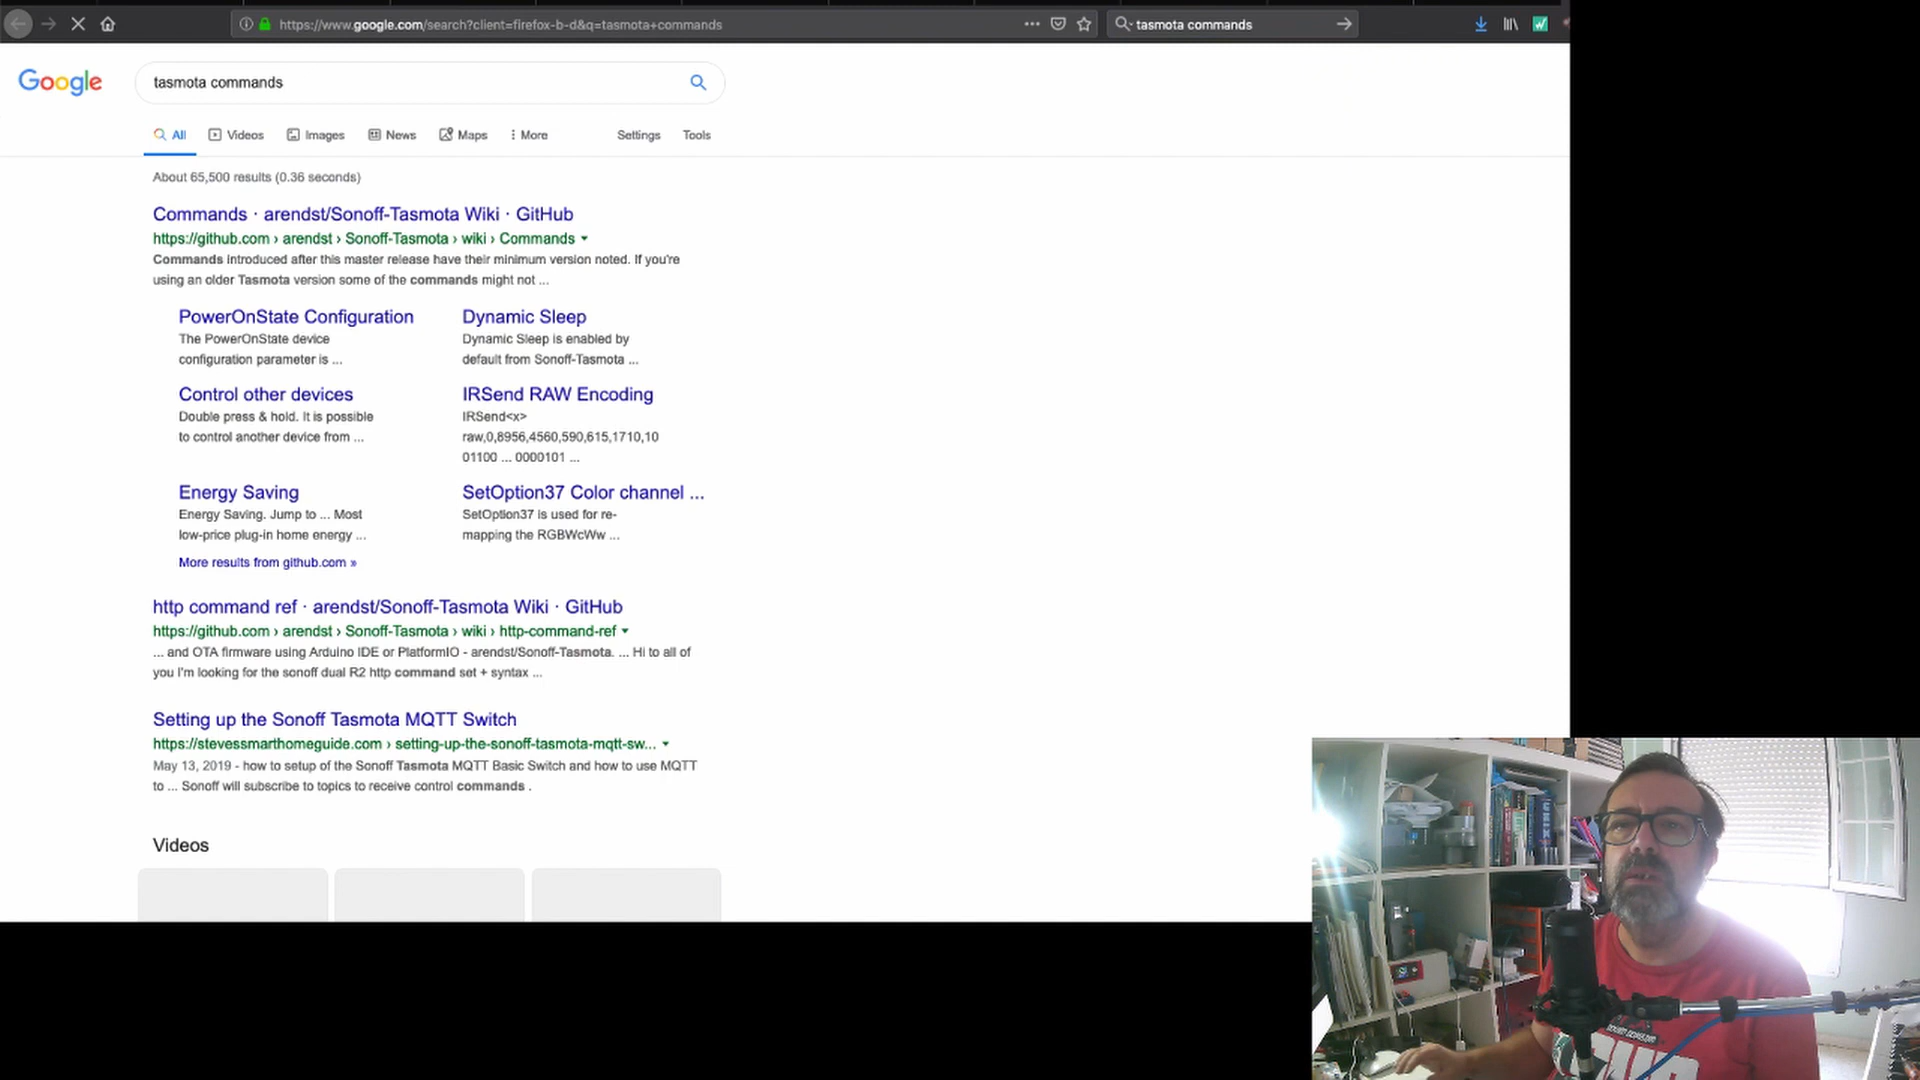 https://www.google.com/search?client=firefox-b-d&q=tasmota+commands
tasmota commands
Google
tasmota commands
All
Videos
Images
News
Maps
More
Settings
Tools
About 65,500 results (0.36 seconds)
Commands · arendst/Sonoff-Tasmota Wiki · GitHub
https://github.com › arendst › Sonoff-Tasmota › wiki › Commands
Commands introduced after this master release have their minimum version noted. If you're
using an older Tasmota version some of the commands might not ...
PowerOnState Configuration
The PowerOnState device
configuration parameter is ...
Dynamic Sleep
Dynamic Sleep is enabled by
default from Sonoff-Tasmota ...
Control other devices
Double press & hold. It is possible
to control another device from ...
IRSend RAW Encoding
IRSend<x>
raw,0,8956,4560,590,615,1710,10
01100 ... 0000101 ...
Energy Saving
Energy Saving. Jump to ... Most
low-price plug-in home energy ...
SetOption37 Color channel ...
SetOption37 is used for re-
mapping the RGBWcWw ...
More results from github.com »
http command ref · arendst/Sonoff-Tasmota Wiki · GitHub
https://github.com › arendst › Sonoff-Tasmota › wiki › http-command-ref
... and OTA firmware using Arduino IDE or PlatformIO - arendst/Sonoff-Tasmota. ... Hi to all of
you I'm looking for the sonoff dual R2 http command set + syntax ...
Setting up the Sonoff Tasmota MQTT Switch
https://stevessmarthomeguide.com › setting-up-the-sonoff-tasmota-mqtt-sw...
May 13, 2019 - how to setup of the Sonoff Tasmota MQTT Basic Switch and how to use MQTT
to ... Sonoff will subscribe to topics to receive control commands .
Videos